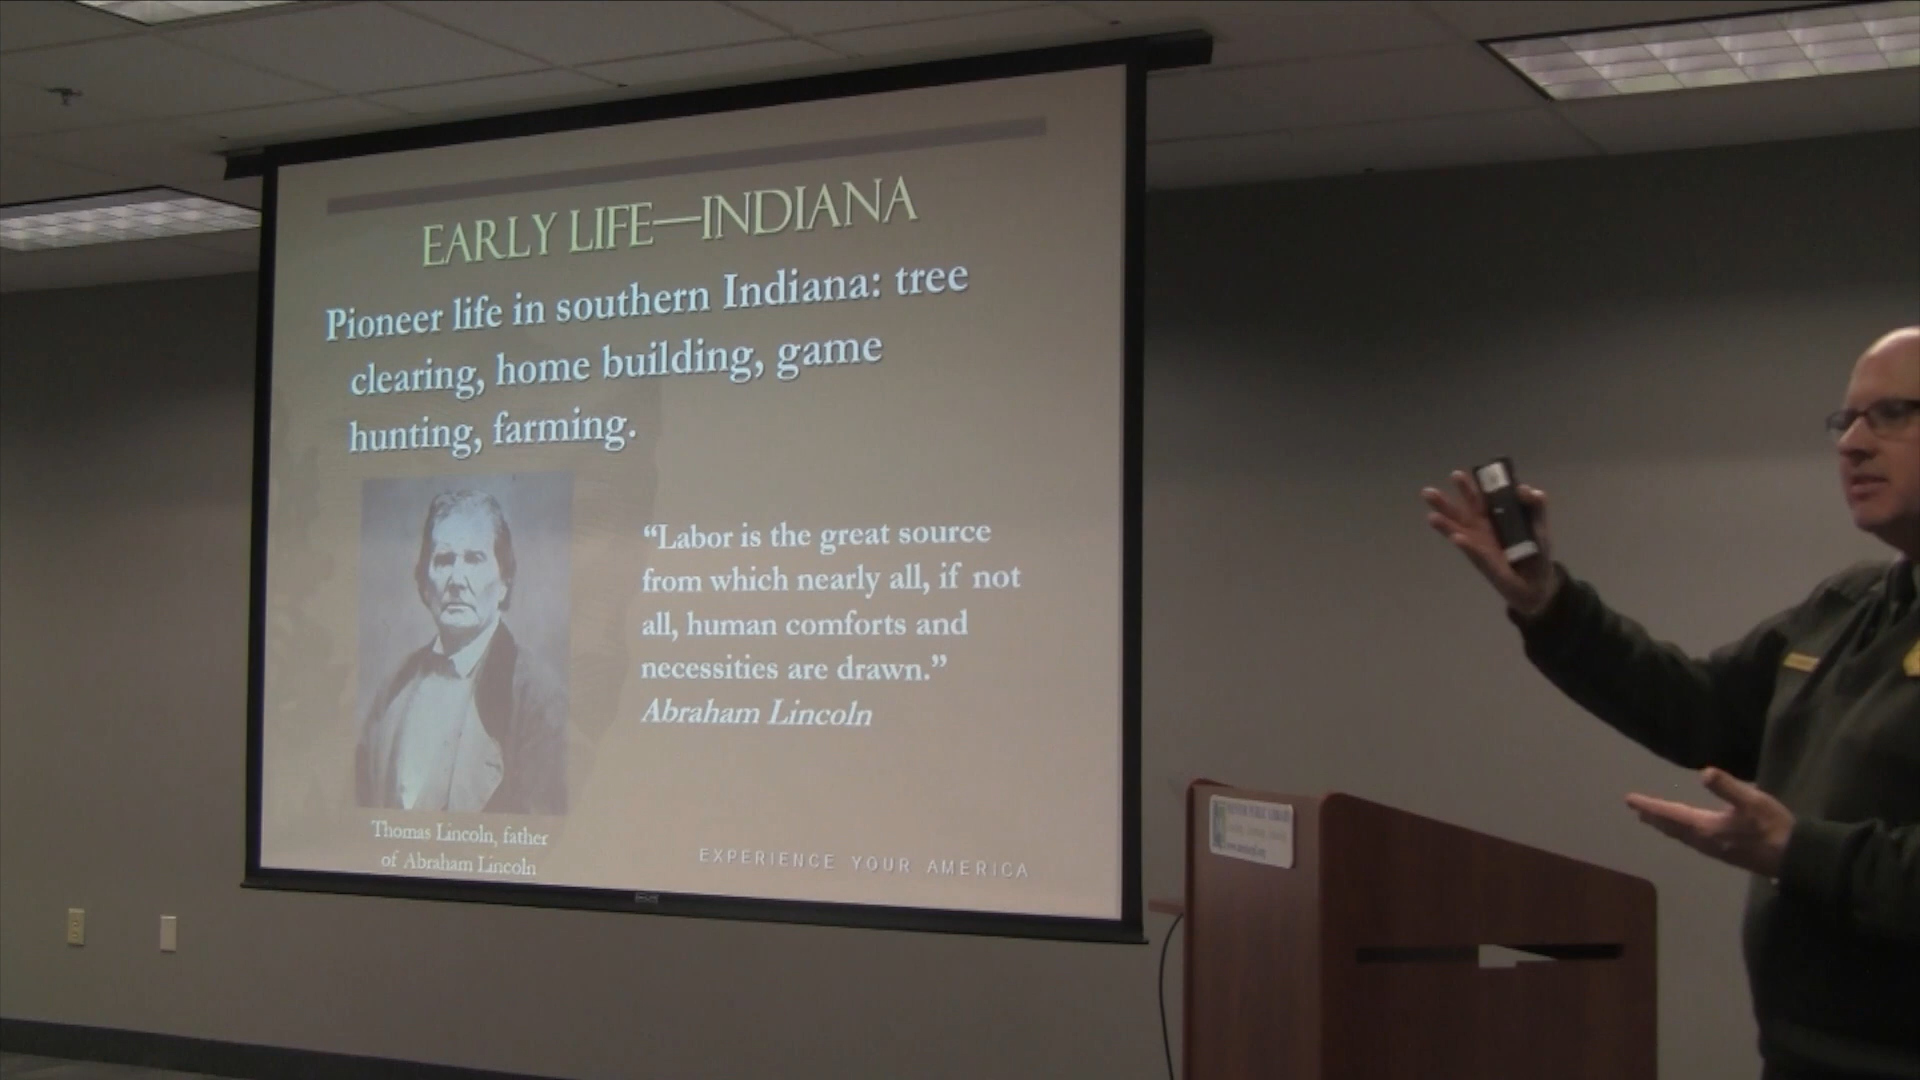 EARLY LIFE—INDIANA
Pioneer life in southern Indiana: tree
clearing, home building, game
hunting, farming.
“Labor is the great source
from which nearly all, if not
all, human comforts and
necessities are drawn.”
Abraham Lincoln
Thomas Lincoln, father
of Abraham Lincoln
EXPERIENCE YOUR AMERICA
PUBLIC LIBRARY